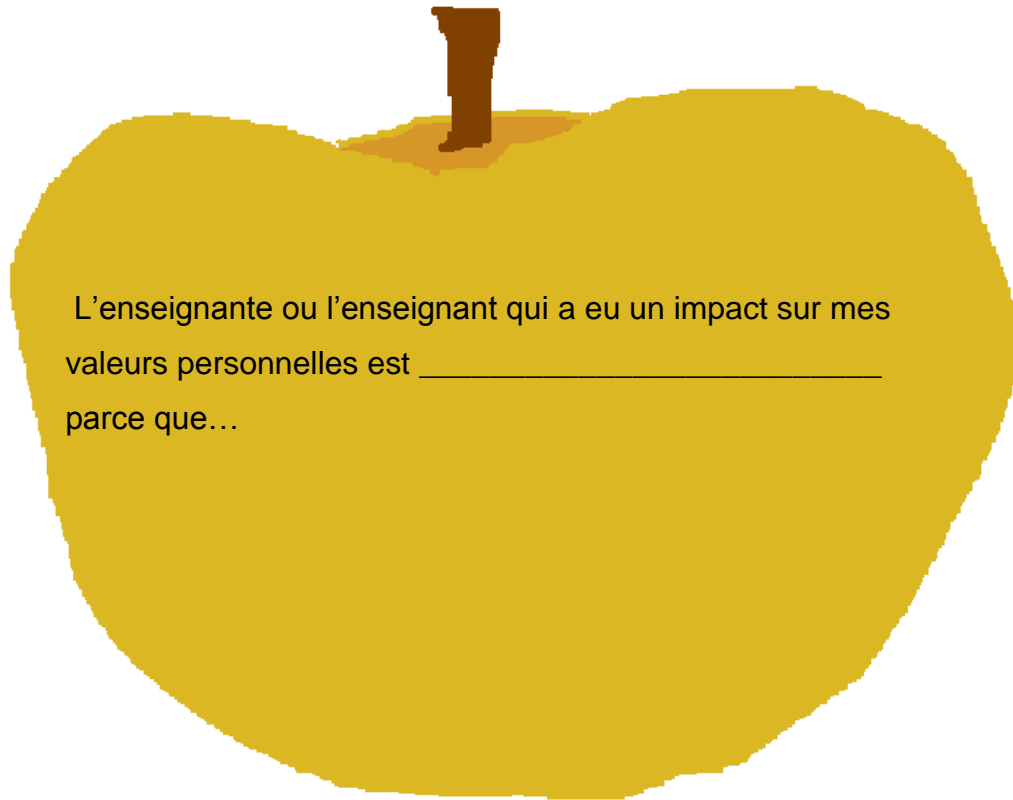 L’enseignante ou l’enseignant qui a eu un impact sur mes
valeurs personnelles est ___________________________
parce que…